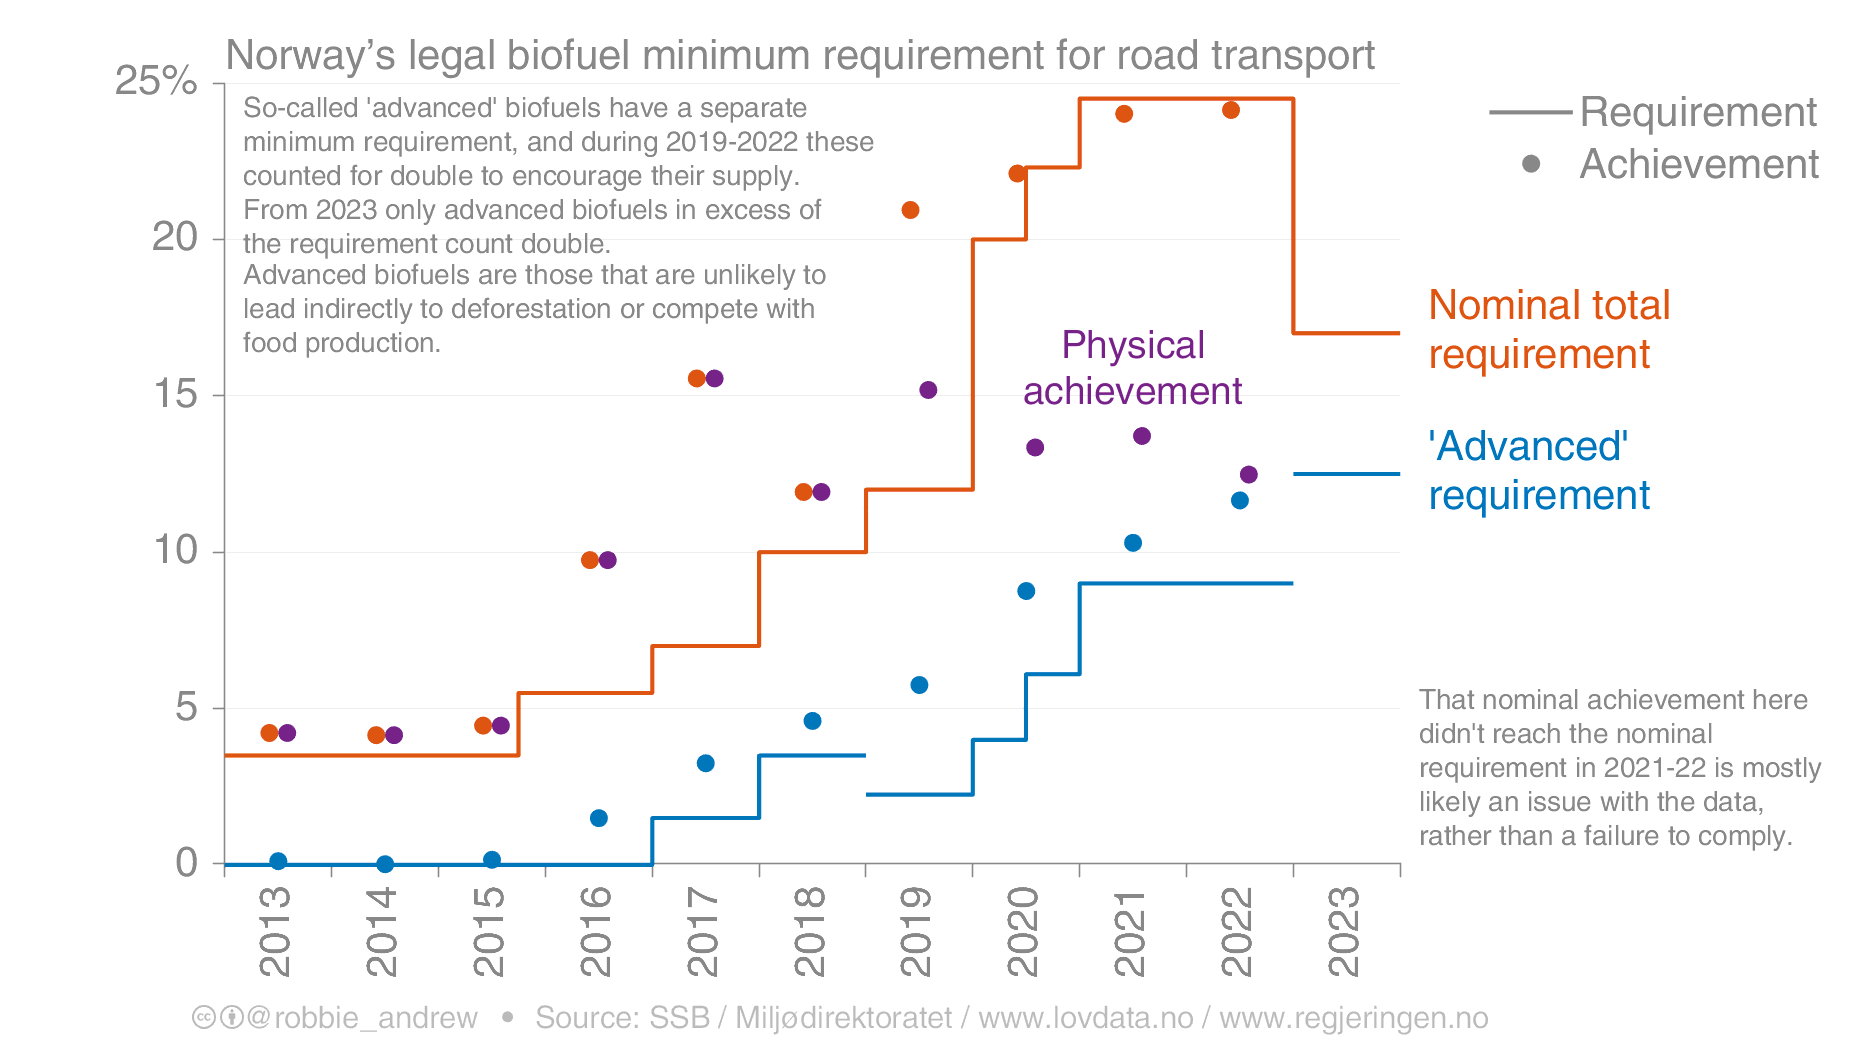 Norway’s legal biofuel minimum requirement for road transport
25%
So-called 'advanced' biofuels have a separate
minimum requirement, and during 2019-2022 these
counted for double to encourage their supply.
From 2023 only advanced biofuels in excess of
the requirement count double.
Advanced biofuels are those that are unlikely to
lead indirectly to deforestation or compete with
food production.
Requirement
Achievement
20
15
10
5
0
Physical
achievement
Nominal total
requirement
'Advanced'
requirement
That nominal achievement here
didn't reach the nominal
requirement in 2021-22 is mostly
likely an issue with the data,
rather than a failure to comply.
2013
2014
2015
2016
2017
2018
2019
2020
2021
2022
2023
@robbie_andrew • Source: SSB / Miljødirektoratet / www.lovdata.no / www.regjeringen.no